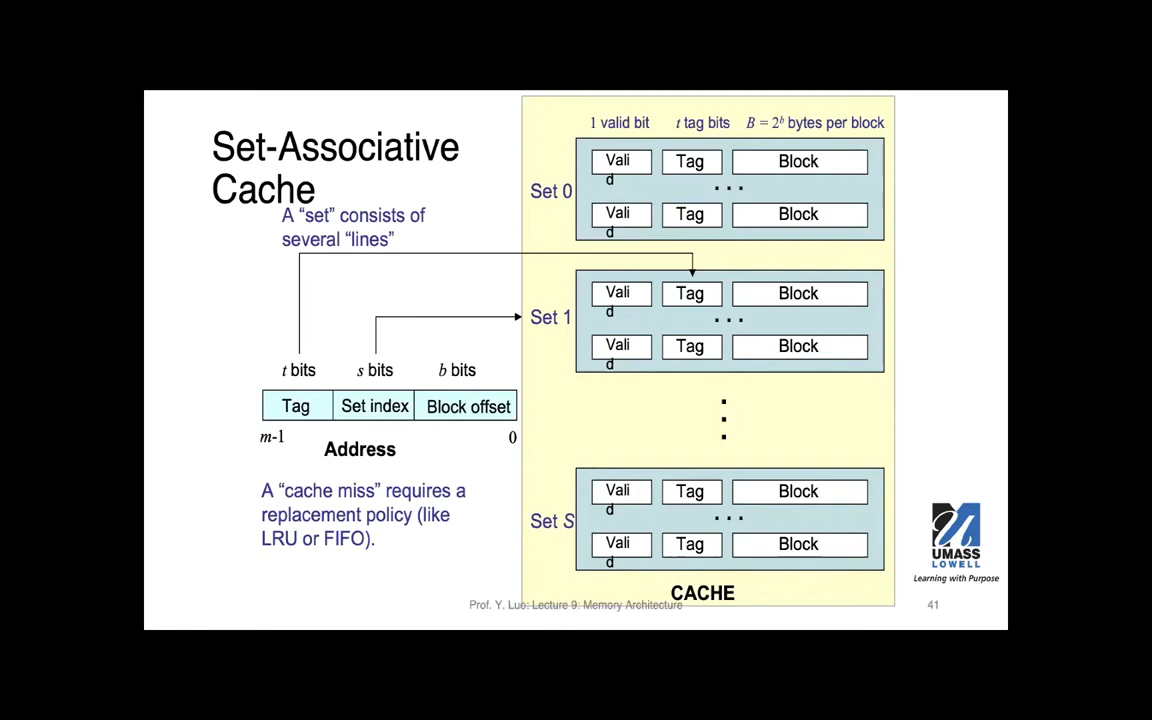 Set-Associative
Cache
A “set” consists of
several “lines”
t bits s bits b bits
Tag Set index Block offset
m-1 0
Address
A “cache miss” requires a
replacement policy (like
LRU or FIFO).
1 valid bit t tag bits B = 2^b bytes per block
Set 0
Vali
d
Tag Block
. . .
Vali
d
Tag Block
Set 1
Vali
d
Tag Block
. . .
Vali
d
Tag Block
.
.
.
Set S
Vali
d
Tag Block
. . .
Vali
d
Tag Block
CACHE
Prof. Y. Luo: Lecture 9: Memory Architecture
41
UMASS
LOWELL
Learning with Purpose